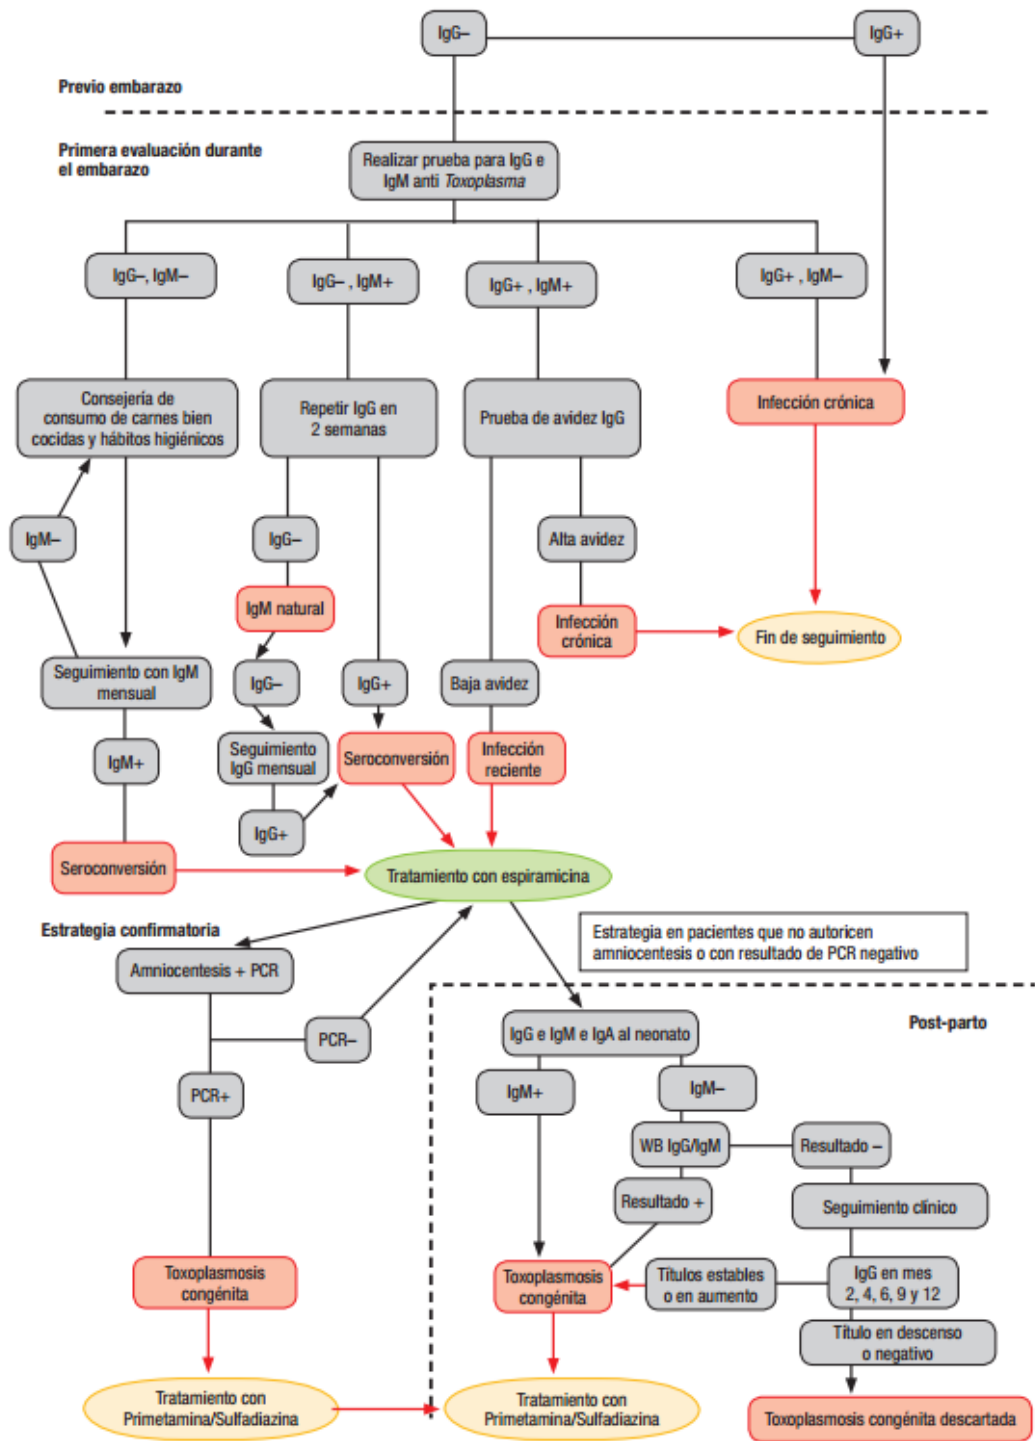 IgG–
IgG+
Previo embarazo
Primera evaluación durante
el embarazo
Realizar prueba para IgG e
IgM anti Toxoplasma
IgG–, IgM–
IgG– , IgM+
IgG+ , IgM+
IgG+ , IgM–
Consejería de
consumo de carnes bien
cocidas y hábitos higiénicos
Repetir IgG en
2 semanas
Prueba de avidez IgG
Infección crónica
IgM–
IgG–
Alta avidez
IgM natural
Infección
crónica
Fin de seguimiento
Seguimiento con IgM
mensual
IgG–
IgG+
Baja avidez
IgM+
Seguimiento
IgG mensual
Seroconversión
Infección
reciente
IgG+
Seroconversión
Tratamiento con espiramicina
Estrategia confirmatoria
Estrategia en pacientes que no autoricen
amniocentesis o con resultado de PCR negativo
Amniocentesis + PCR
PCR–
IgG e IgM e IgA al neonato
Post-parto
PCR+
IgM+
IgM–
WB IgG/IgM
Resultado –
Resultado +
Seguimiento clínico
Toxoplasmosis
congénita
Toxoplasmosis
congénita
Títulos estables
o en aumento
IgG en mes
2, 4, 6, 9 y 12
Título en descenso
o negativo
Tratamiento con
Primetamina/Sulfadiazina
Tratamiento con
Primetamina/Sulfadiazina
Toxoplasmosis congénita descartada